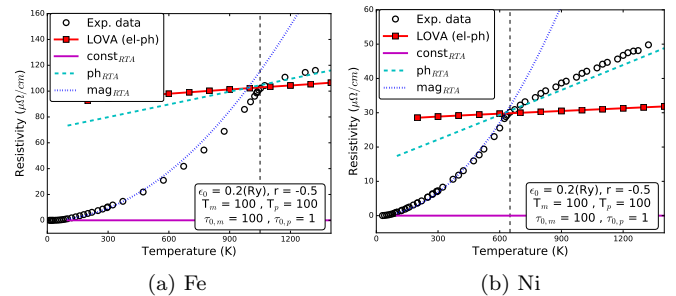 160
140
120
100
80
60
40
20
0
0
300
600
900
1200
Resistivity (μΩ/cm)
Temperature (K)
Exp. data
LOVA (el-ph)
const_RTA
ph_RTA
mag_RTA
ϵ₀ = 0.2(Ry), r = -0.5
T_m = 100 , T_p = 100
τ_0,m = 100 , τ_0,p = 1
(a) Fe
60
50
40
30
20
10
0
0
300
600
900
1200
Resistivity (μΩ/cm)
Temperature (K)
Exp. data
LOVA (el-ph)
const_RTA
ph_RTA
mag_RTA
ϵ₀ = 0.2(Ry), r = -0.5
T_m = 100 , T_p = 100
τ_0,m = 100 , τ_0,p = 1
(b) Ni